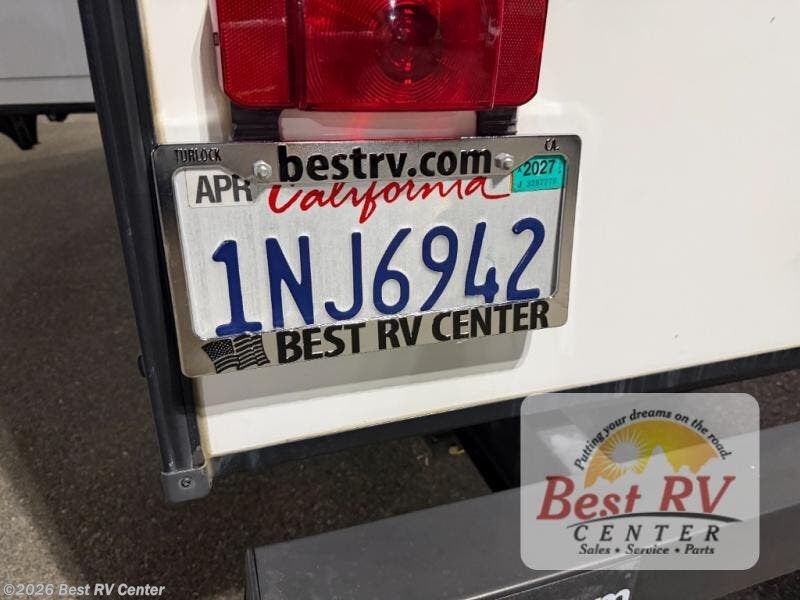 TURLOCK CA.
bestrv.com
APR California 2027
1NJ6942
BEST RV CENTER
Putting your dreams on the road.
Best RV
CENTER
Sales • Service • Parts
©2026 Best RV Center